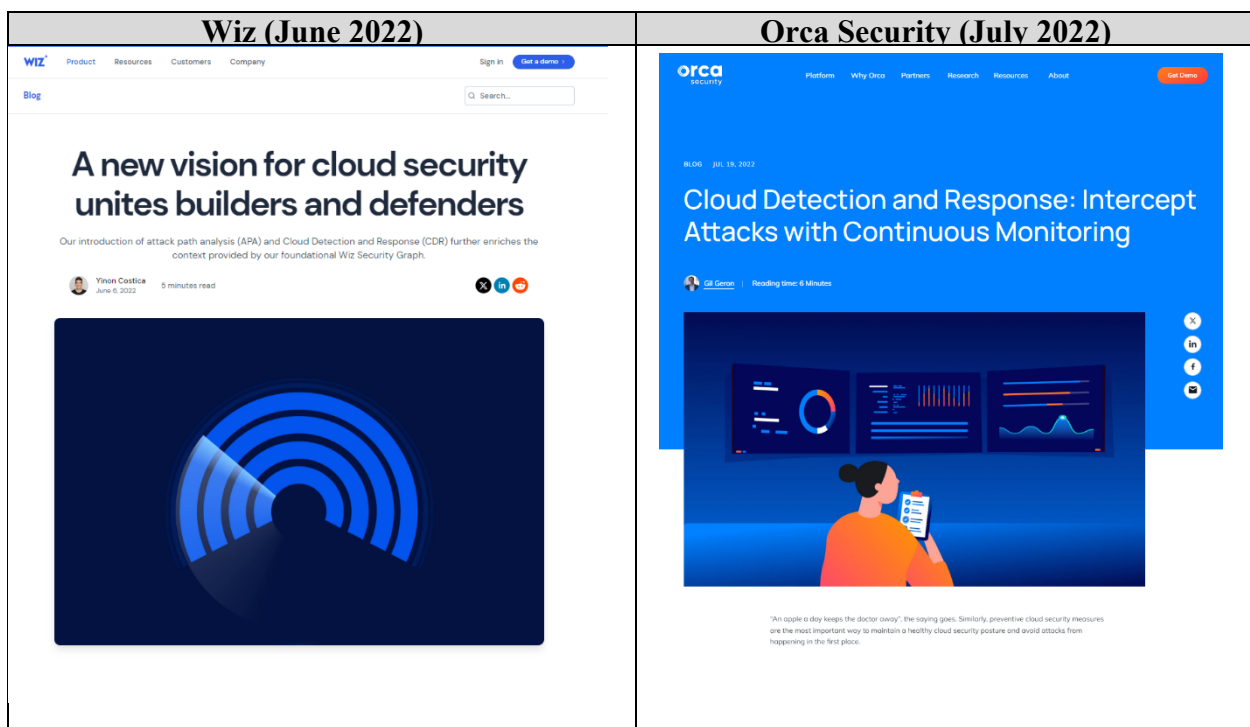 Wiz (June 2022)
WIZ
Product Resources Customers Company
Sign in Get a demo ›
Blog
Search...
A new vision for cloud security
unites builders and defenders
Our introduction of attack path analysis (APA) and Cloud Detection and Response (CDR) further enriches the
context provided by our foundational Wiz Security Graph.
Yinon Costica
June 6, 2022
5 minutes read
X in
Orca Security (July 2022)
orca
security
Platform Why Orca Partners Research Resources About
Get Demo
BLOG JUL 19, 2022
Cloud Detection and Response: Intercept
Attacks with Continuous Monitoring
Gil Geron | Reading time: 6 Minutes
X
in
f
"An apple a day keeps the doctor away", the saying goes. Similarly, preventive cloud security measures
are the most important way to maintain a healthy cloud security posture and avoid attacks from
happening in the first place.